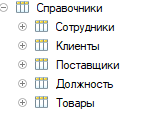 Справочники
Сотрудники
Клиенты
Поставщики
Должность
Товары